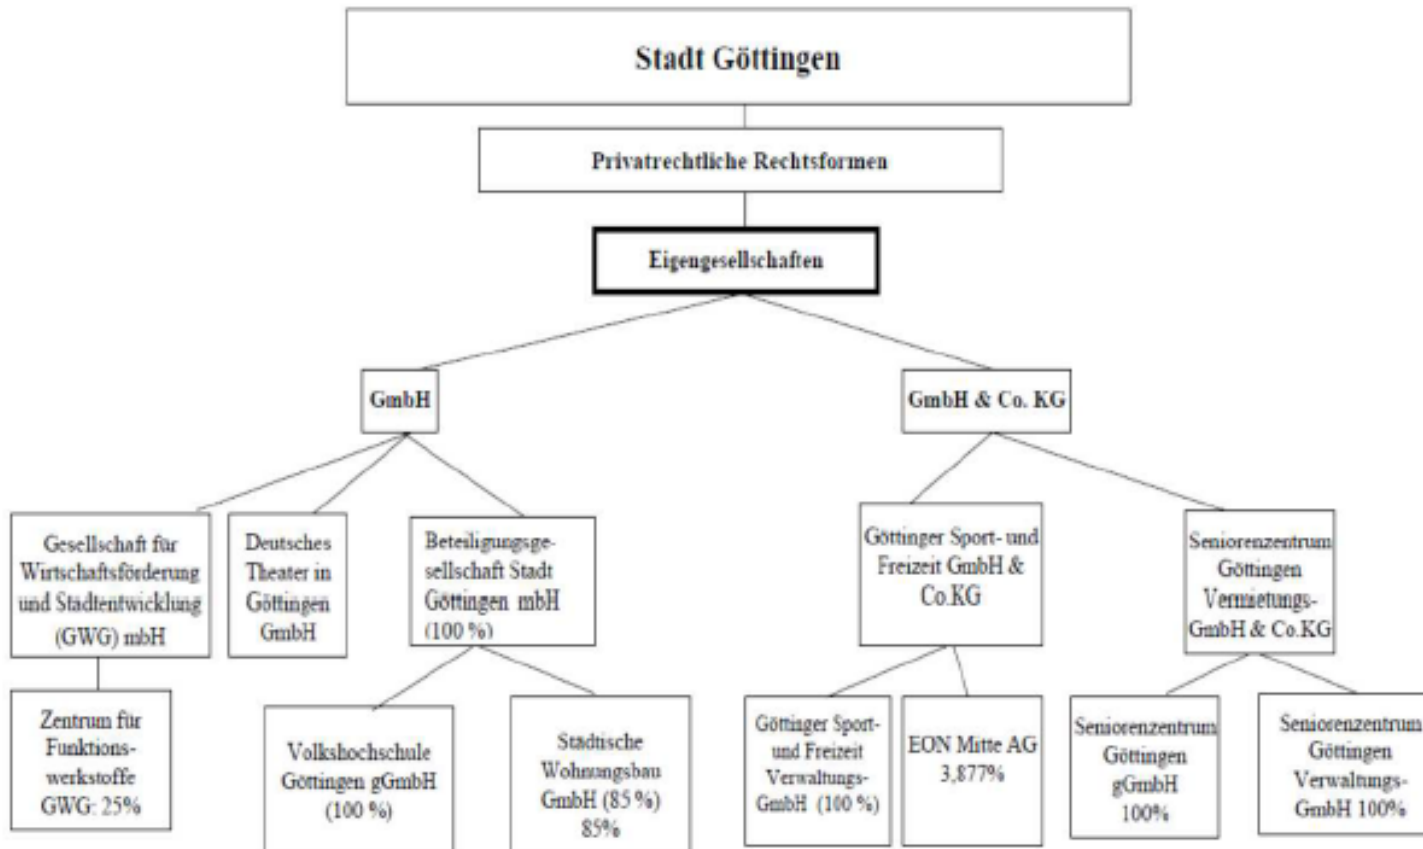 Stadt Göttingen
Privatrechtliche Rechtsformen
Eigengesellschaften
GmbH
GmbH & Co. KG
Gesellschaft für
Wirtschaftsförderung
und Stadtentwicklung
(GWG) mbH
Deutsches
Theater in
Göttingen
GmbH
Beteiligungsge-
sellschaft Stadt
Göttingen mbH
(100 %)
Göttinger Sport- und
Freizeit GmbH &
Co.KG
Seniorenzentrum
Göttingen
Vermietungs-
GmbH & Co.KG
Zentrum für
Funktions-
werkstoffe
GWG: 25%
Volkshochschule
Göttingen gGmbH
(100 %)
Städtische
Wohnungsbau
GmbH (85 %)
85%
Göttinger Sport-
und Freizeit
Verwaltungs-
GmbH (100 %)
EON Mitte AG
3,877%
Seniorenzentrum
Göttingen
gGmbH
100%
Seniorenzentrum
Göttingen
Verwaltungs-
GmbH 100%